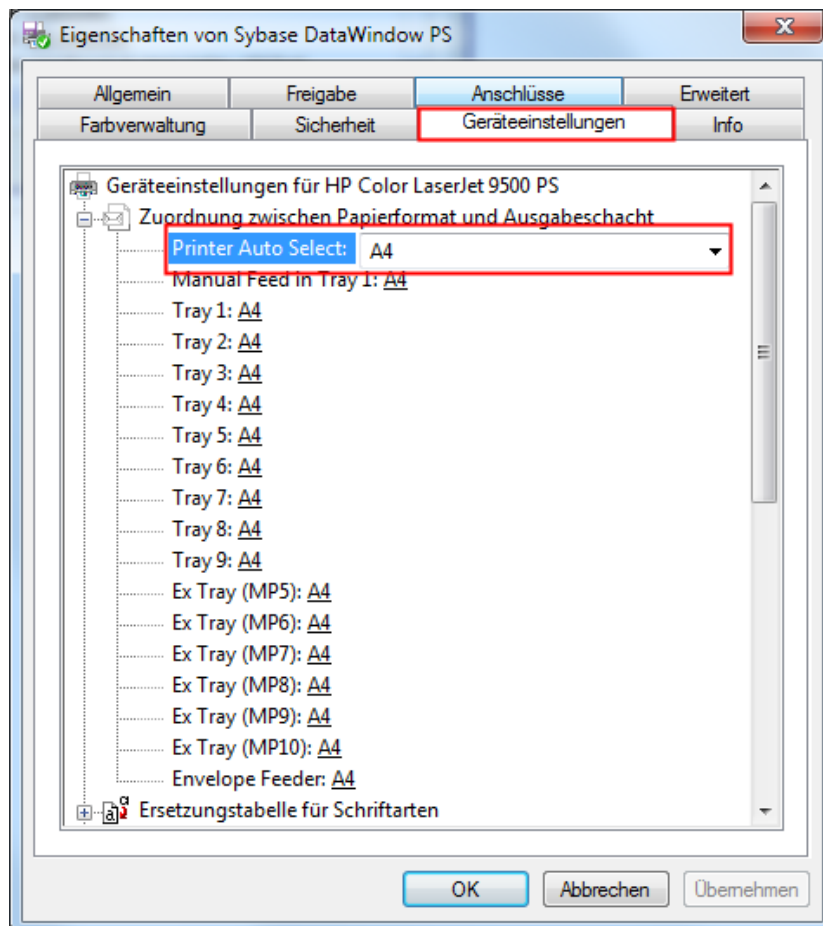 Eigenschaften von Sybase DataWindow PS
Allgemein Freigabe Anschlüsse Erweitert
Farbverwaltung Sicherheit Geräteeinstellungen Info
Geräteeinstellungen für HP Color LaserJet 9500 PS
Zuordnung zwischen Papierformat und Ausgabeschacht
Printer Auto Select: A4
Manual Feed in Tray 1: A4
Tray 1: A4
Tray 2: A4
Tray 3: A4
Tray 4: A4
Tray 5: A4
Tray 6: A4
Tray 7: A4
Tray 8: A4
Tray 9: A4
Ex Tray (MP5): A4
Ex Tray (MP6): A4
Ex Tray (MP7): A4
Ex Tray (MP8): A4
Ex Tray (MP9): A4
Ex Tray (MP10): A4
Envelope Feeder: A4
Ersetzungstabelle für Schriftarten
OK Abbrechen Übernehmen